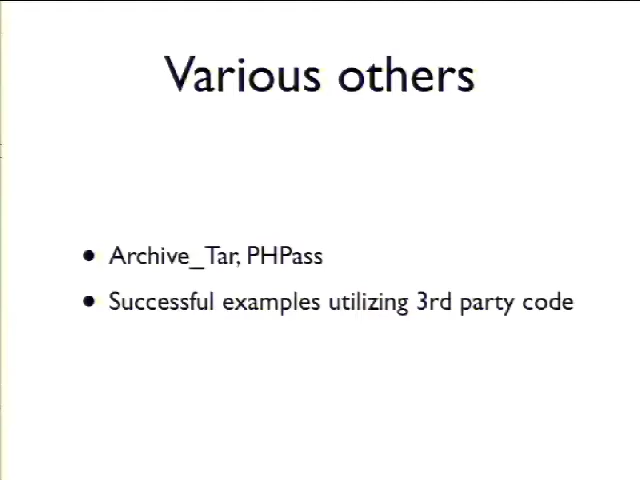 Various others
• Archive_Tar, PHPass
• Successful examples utilizing 3rd party code